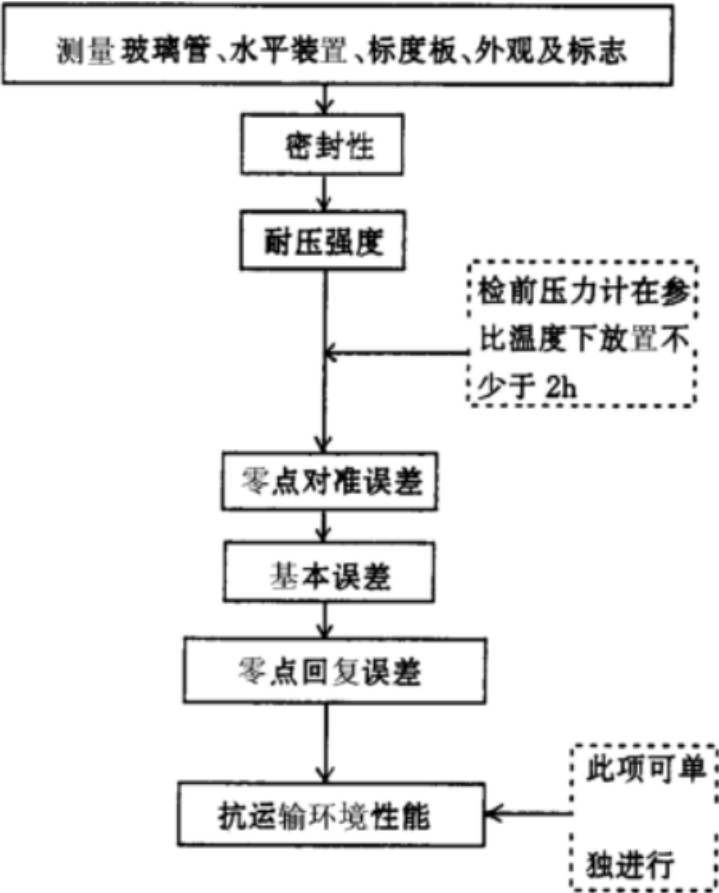 测量玻璃管、水平装置、标度板、外观及标志
密封性
耐压强度
检前压力计在参
比温度下放置不
少于2h
零点对准误差
基本误差
零点回复误差
此项可单
抗运输环境性能
独进行